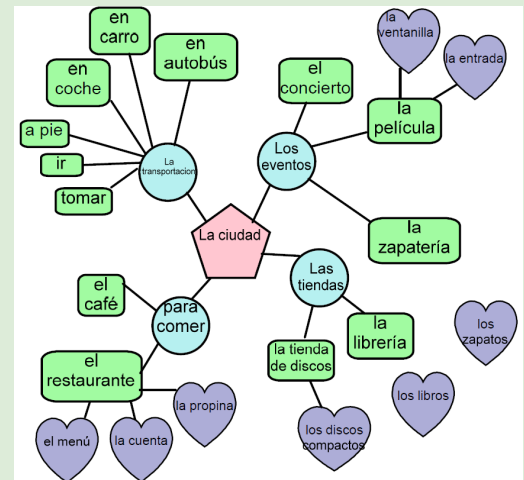 en
carro
en
autobús
en
coche
a pie
ir
tomar
La
transportacion
el
concierto
la
ventanilla
la entrada
la
película
Los
eventos
la
zapatería
La ciudad
Las
tiendas
la
librería
la tienda
de discos
los discos
compactos
los
zapatos
los libros
para
comer
el
café
el
restaurante
la propina
el menú
la cuenta